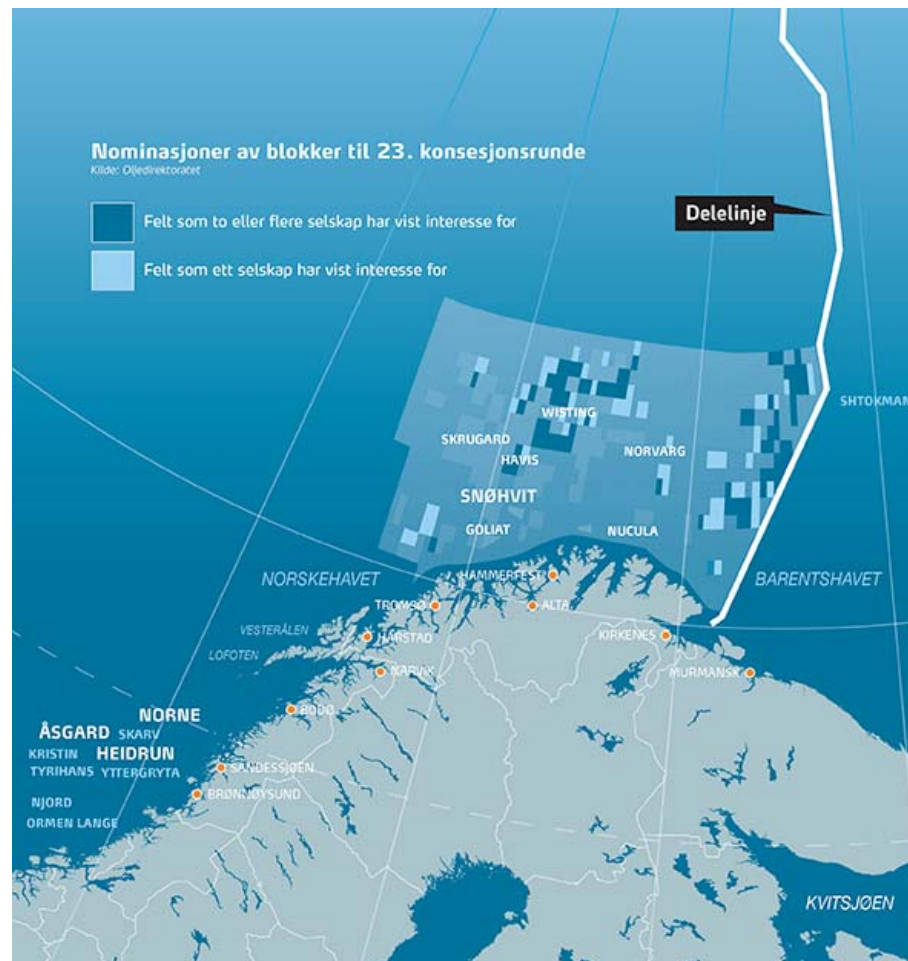 Nominasjoner av blokker til 23. konsesjonsrunde
Kilde: Oljedirektoratet
Felt som to eller flere selskap har vist interesse for
Felt som ett selskap har vist interesse for
Delelinje
SHTOKMAN
WISTING
SKRUGARD
HAVIS
NORVARG
SNØHVIT
GOLIAT
NUCULA
NORSKEHAVET
HAMMERFEST
BARENTSHAVET
TROMSØ
ALTA
VESTERÅLEN
HARSTAD
KIRKENES
LOFOTEN
NARVIK
MURMANSK
BODØ
NORNE
ÅSGARD
SKARV
KRISTIN
HEIDRUN
TYRIHANS
YTTERGRYTA
SANDESSJØEN
BRØNNØYSUND
NJORD
ORMEN LANGE
KVITSJØEN